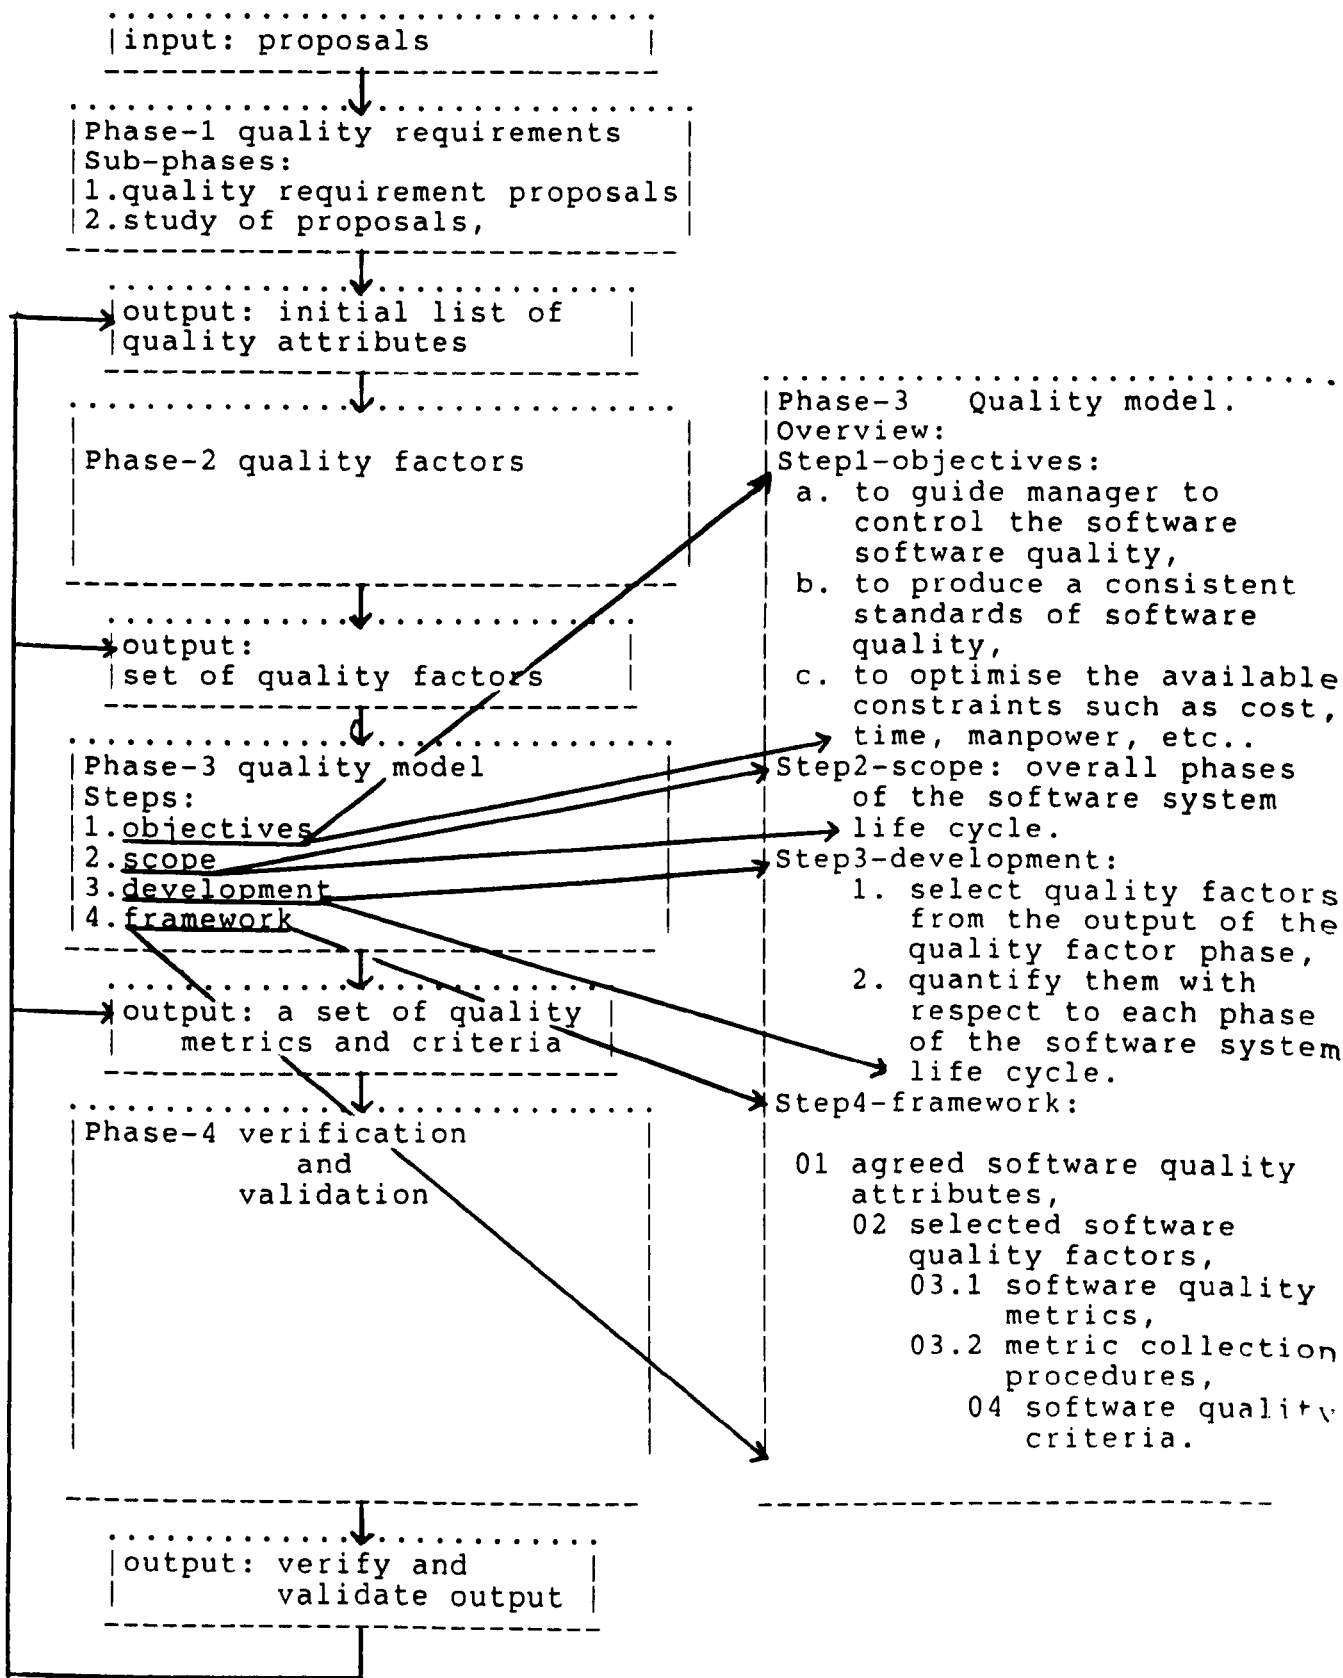 input: proposals
Phase-1 quality requirements
Sub-phases:
1.quality requirement proposals
2.study of proposals,
output: initial list of
quality attributes
Phase-2 quality factors
output:
set of quality factors
Phase-3 quality model
Steps:
1.objectives
2.scope
3.development
4.framework
output: a set of quality
metrics and criteria
Phase-4 verification
and
validation
output: verify and
validate output
Phase-3 Quality model.
Overview:
Step1-objectives:
a. to guide manager to
control the software
software quality,
b. to produce a consistent
standards of software
quality,
c. to optimise the available
constraints such as cost,
time, manpower, etc..
Step2-scope: overall phases
of the software system
life cycle.
Step3-development:
1. select quality factors
from the output of the
quality factor phase,
2. quantify them with
respect to each phase
of the software system
life cycle.
Step4-framework:
01 agreed software quality
attributes,
02 selected software
quality factors,
03.1 software quality
metrics,
03.2 metric collection
procedures,
04 software quality
criteria.